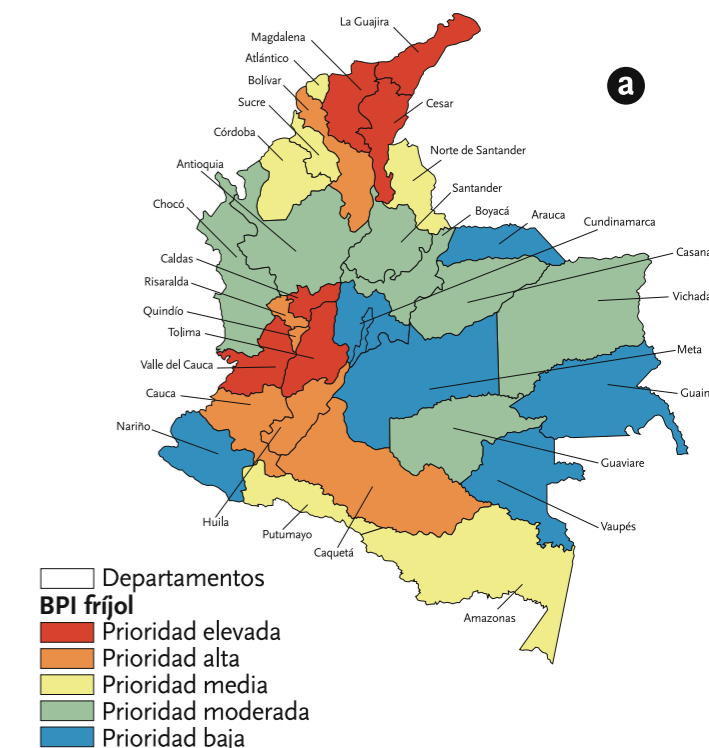 La Guajira
Magdalena
Atlántico
a
Bolívar
Sucre
Cesar
Córdoba
Norte de Santander
Antioquia
Santander
Chocó
Boyacá
Arauca
Cundinamarca
Caldas
Casana
Risaralda
Vichada
Quindío
Tolima
Meta
Valle del Cauca
Cauca
Guain
Nariño
Guaviare
Huila
Putumayo
Vaupés
Caquetá
Amazonas
Departamentos
BPI fríjol
Prioridad elevada
Prioridad alta
Prioridad media
Prioridad moderada
Prioridad baja